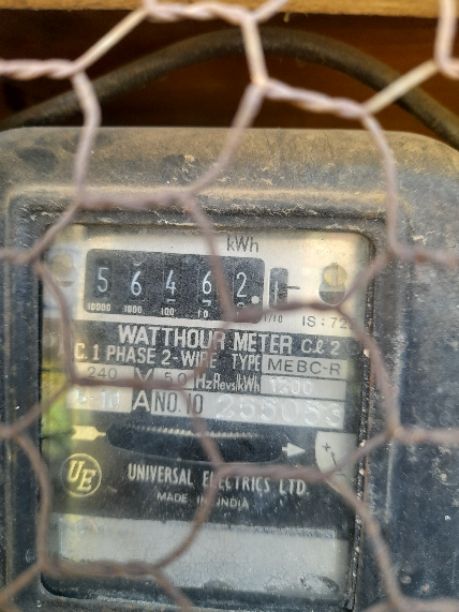 kWh
5 6 4 6 2 . 1
10000 1000 100 10 1/10
IS : 72
WATTHOUR METER Cl 2
C. 1 PHASE 2-WIRE TYPE MEBC-R
240 V 50 Hz Revs/kWh 1200
A NO. 10 255053
UE
UNIVERSAL ELECTRICS LTD.
MADE IN INDIA